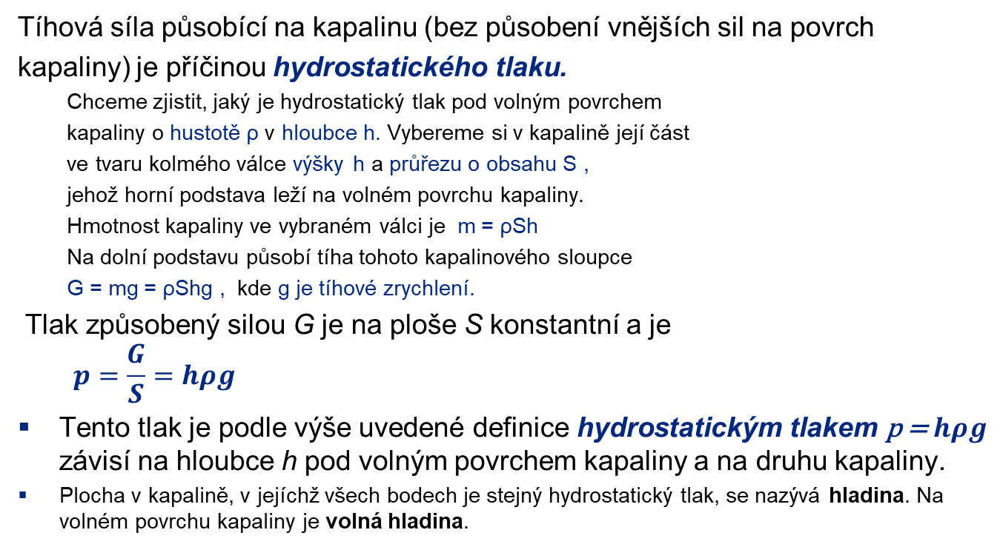 Tíhová síla působící na kapalinu (bez působení vnějších sil na povrch
kapaliny) je příčinou hydrostatického tlaku.
Chceme zjistit, jaký je hydrostatický tlak pod volným povrchem
kapaliny o hustotě ρ v hloubce h. Vybereme si v kapalině její část
ve tvaru kolmého válce výšky h a průřezu o obsahu S ,
jehož horní podstava leží na volném povrchu kapaliny.
Hmotnost kapaliny ve vybraném válci je m = ρSh
Na dolní podstavu působí tíha tohoto kapalinového sloupce
G = mg = ρShg , kde g je tíhové zrychlení.
Tlak způsobený silou G je na ploše S konstantní a je
p = G/S = hρg
▪ Tento tlak je podle výše uvedené definice hydrostatickým tlakem p = hρg
závisí na hloubce h pod volným povrchem kapaliny a na druhu kapaliny.
▪ Plocha v kapalině, v jejíchž všech bodech je stejný hydrostatický tlak, se nazývá hladina. Na
volném povrchu kapaliny je volná hladina.